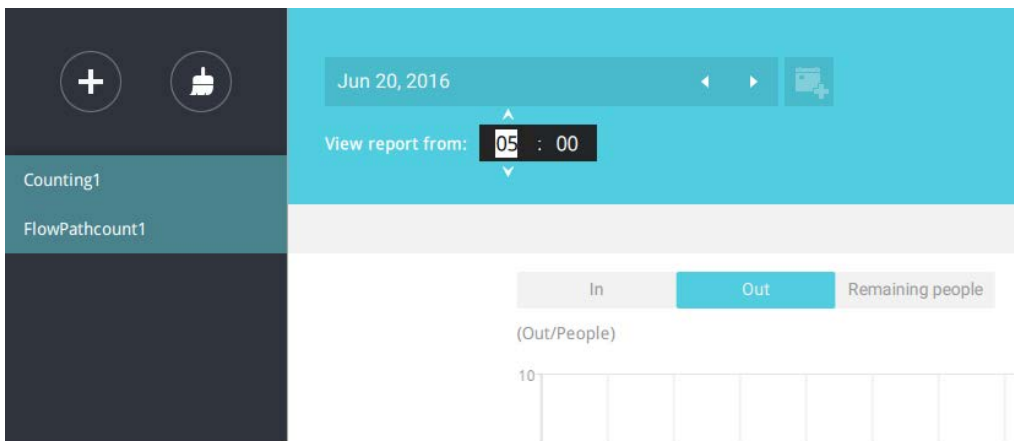 Jun 20, 2016
View report from: 05 : 00
Counting1
FlowPathcount1
In Out Remaining people
(Out/People)
10